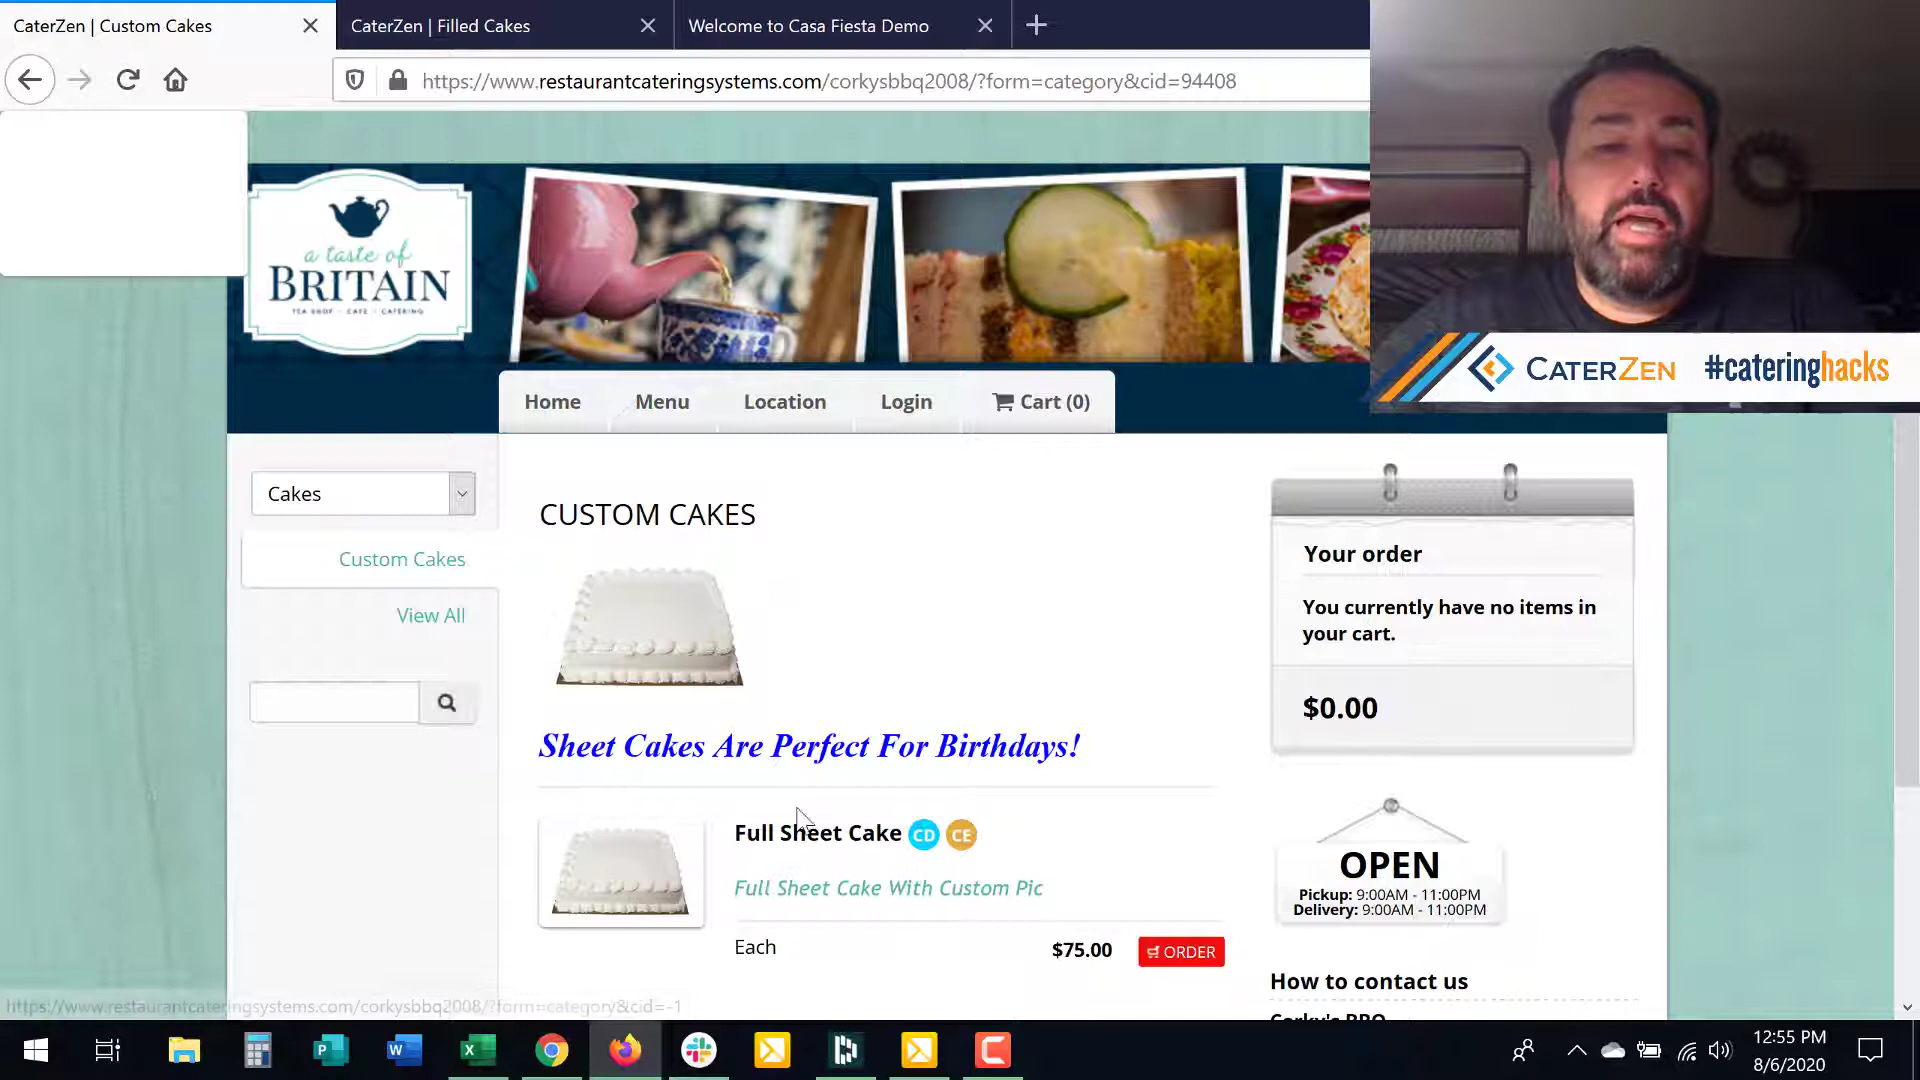 CaterZen | Custom Cakes
CaterZen | Filled Cakes
Welcome to Casa Fiesta Demo
https://www.restaurantcateringsystems.com/corkysbbq2008/?form=category&cid=94408
a taste of
BRITAIN
TEA SHOP · CAFE · CATERING
CATERZEN #cateringhacks
Home
Menu
Location
Login
Cart (0)
Cakes
Custom Cakes
View All
CUSTOM CAKES
Sheet Cakes Are Perfect For Birthdays!
Full Sheet Cake CD CE
Full Sheet Cake With Custom Pic
Each $75.00 ORDER
Your order
You currently have no items in
your cart.
$0.00
OPEN
Pickup: 9:00AM - 11:00PM
Delivery: 9:00AM - 11:00PM
How to contact us
Corky's BBQ
https://www.restaurantcateringsystems.com/corkysbbq2008/?form=category&cid=-1
12:55 PM
8/6/2020